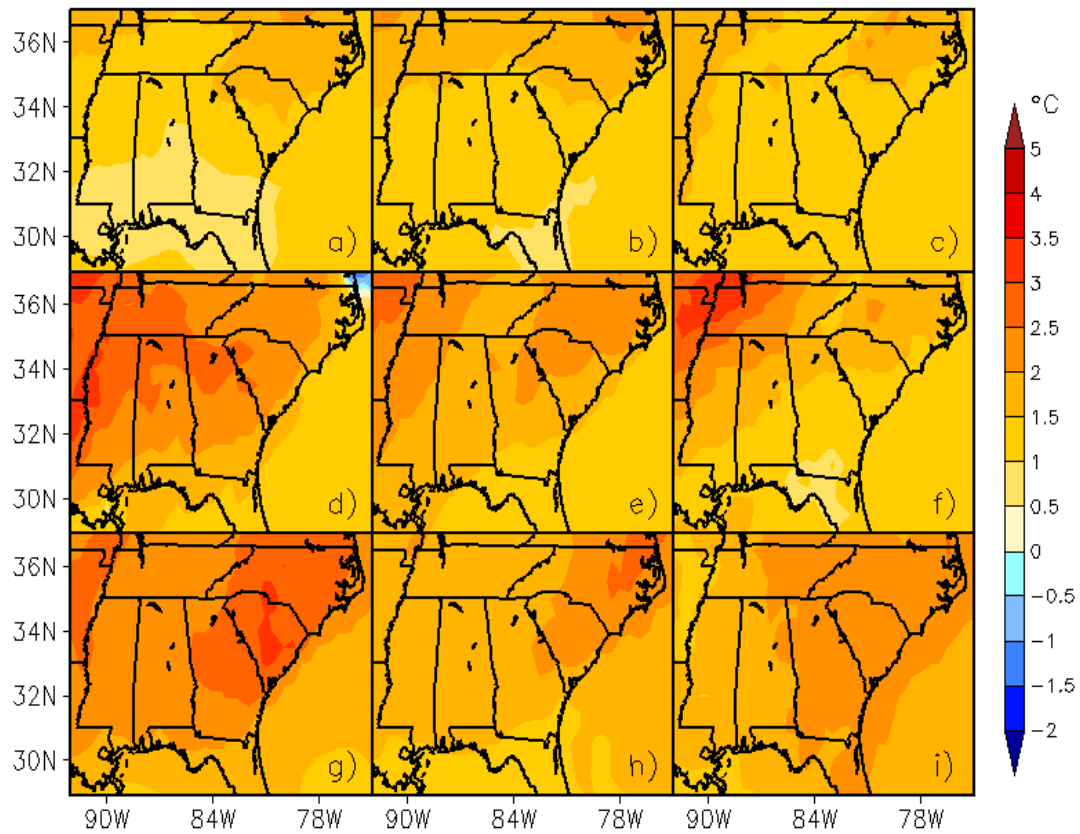 36N
34N
32N
30N
a)
b)
c)
°C
5
4
3.5
3
2.5
2
1.5
1
0.5
0
−0.5
−1
−1.5
−2
36N
34N
32N
30N
d)
e)
f)
36N
34N
32N
30N
g)
h)
i)
90W 84W 78W 90W 84W 78W 90W 84W 78W